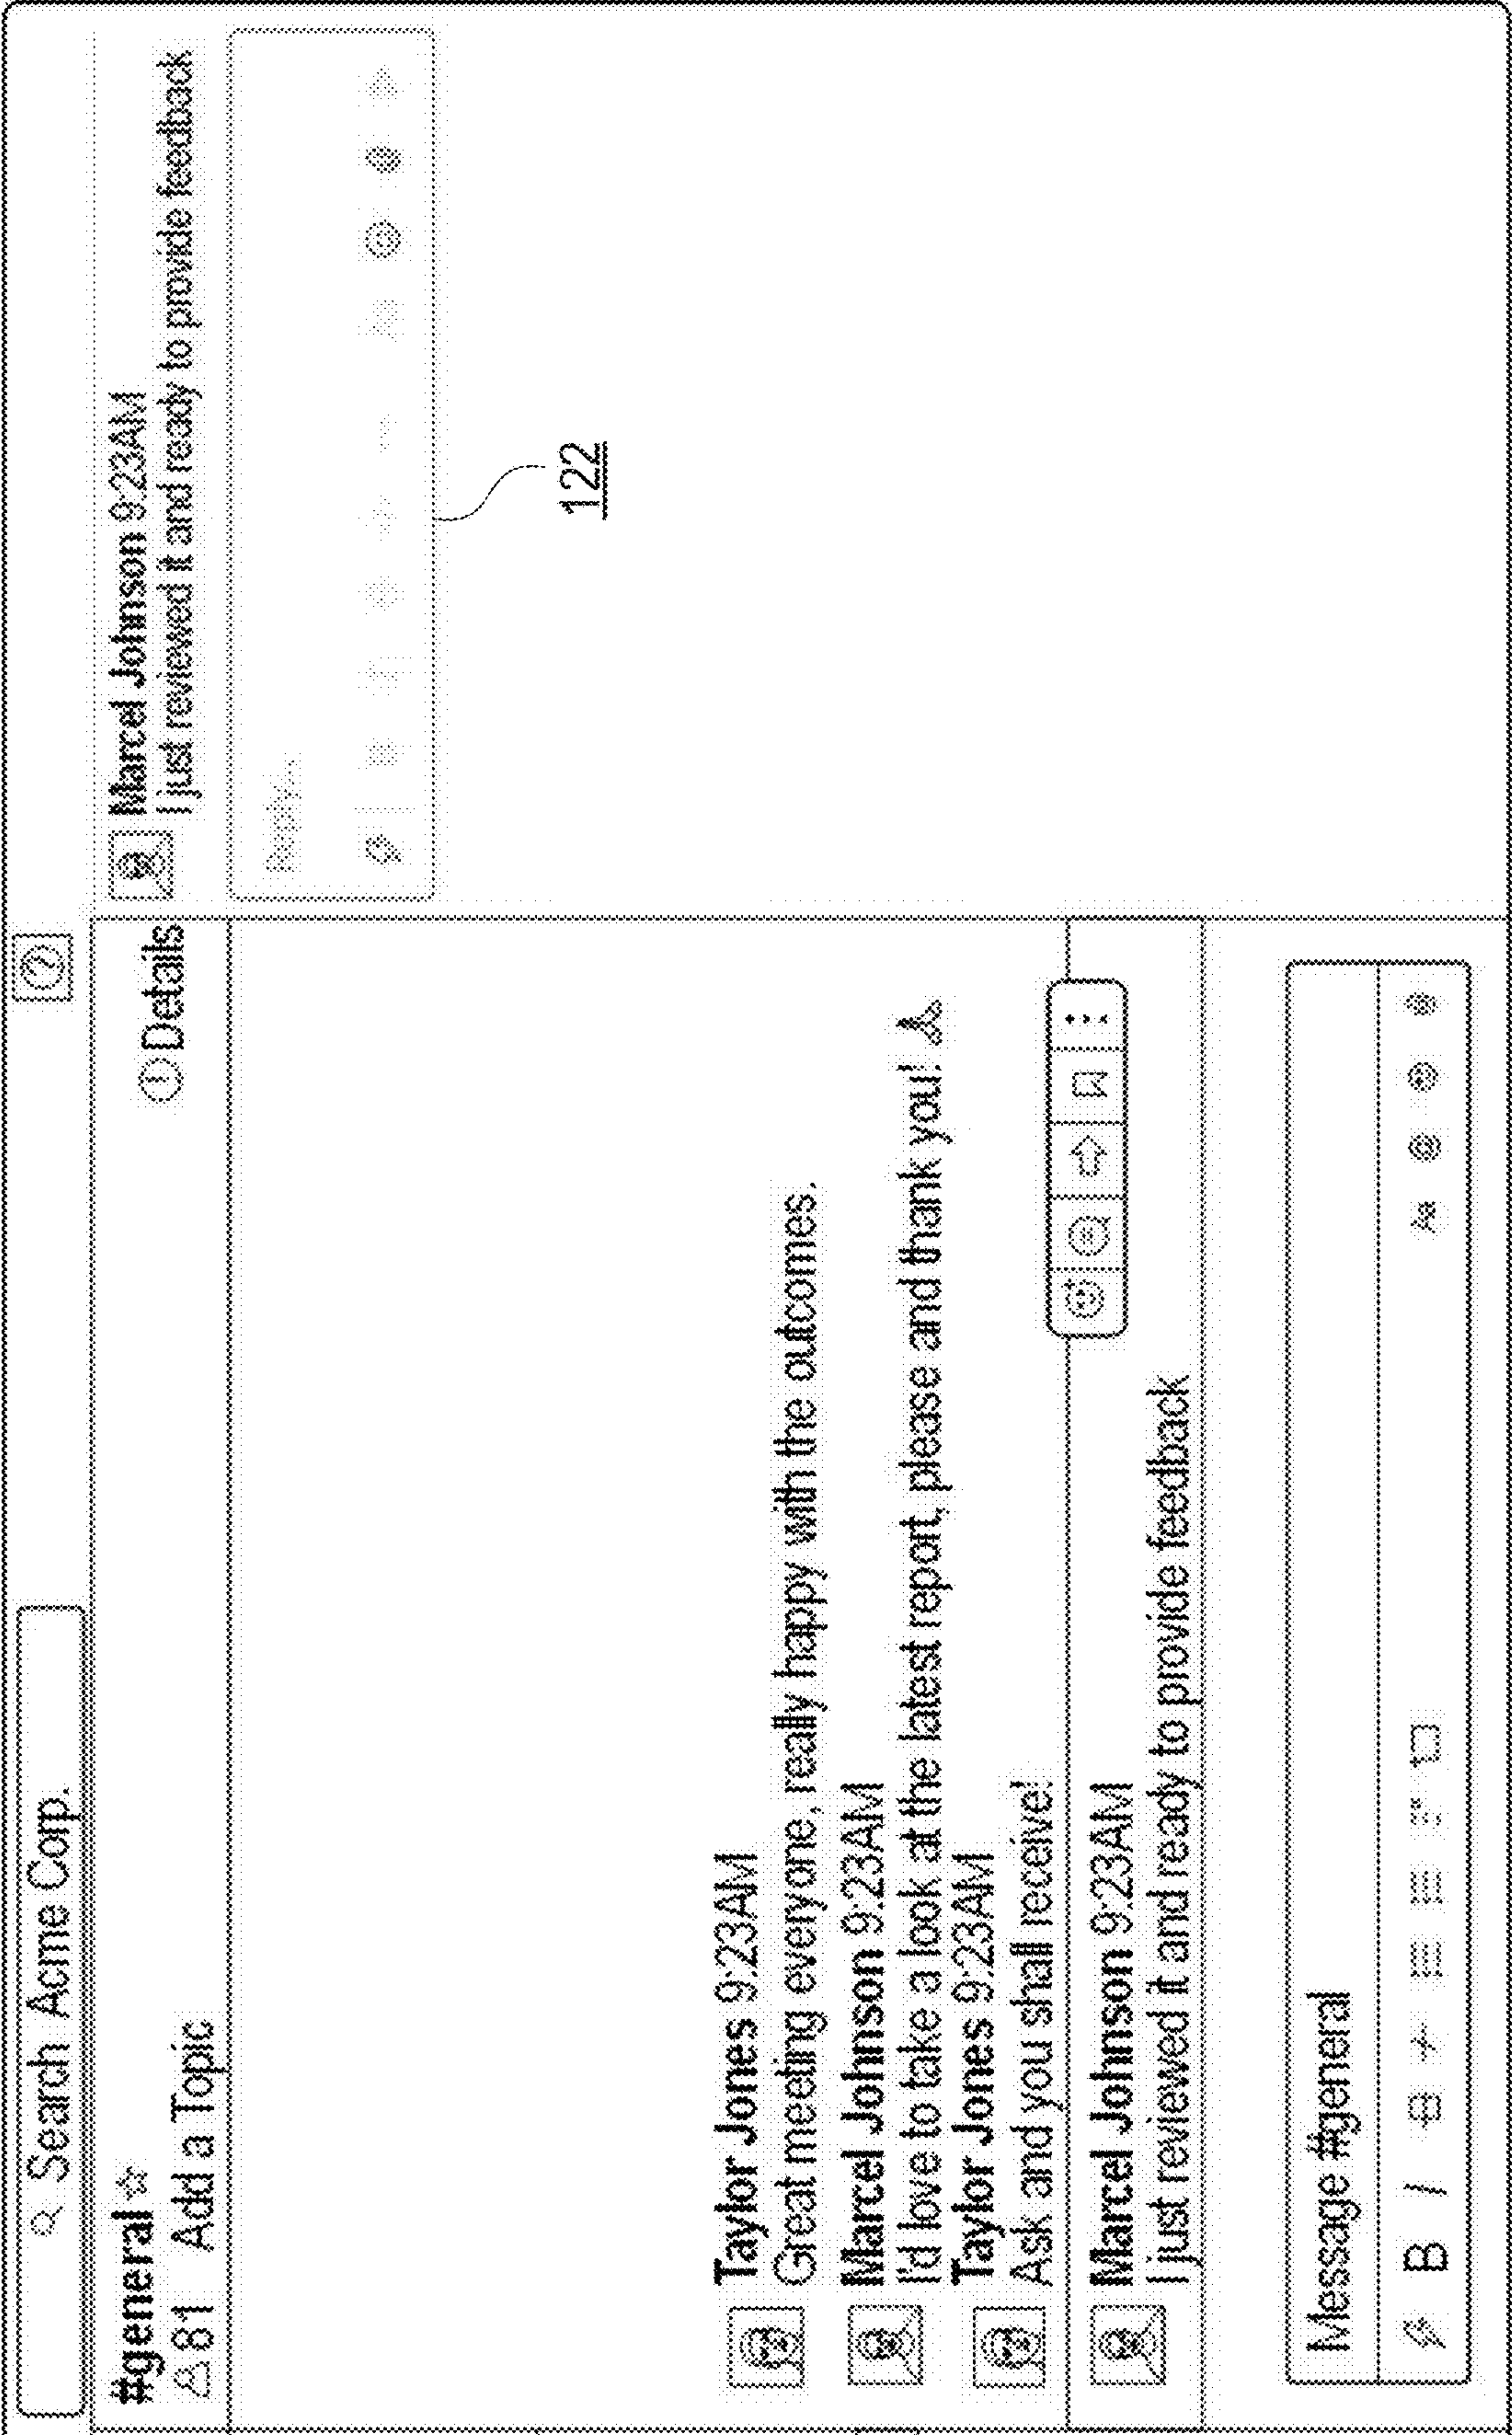 Search Acme Corp.
#general
81 Add a Topic
Details
Taylor Jones 9:23AM
Great meeting everyone, really happy with the outcomes.
Marcel Johnson 9:23AM
I'd love to take a look at the latest report, please and thank you!
Taylor Jones 9:23AM
Ask and you shall receive!
Marcel Johnson 9:23AM
I just reviewed it and ready to provide feedback
Message #general
B I
Aa @
Marcel Johnson 9:23AM
I just reviewed it and ready to provide feedback
Reply...
122